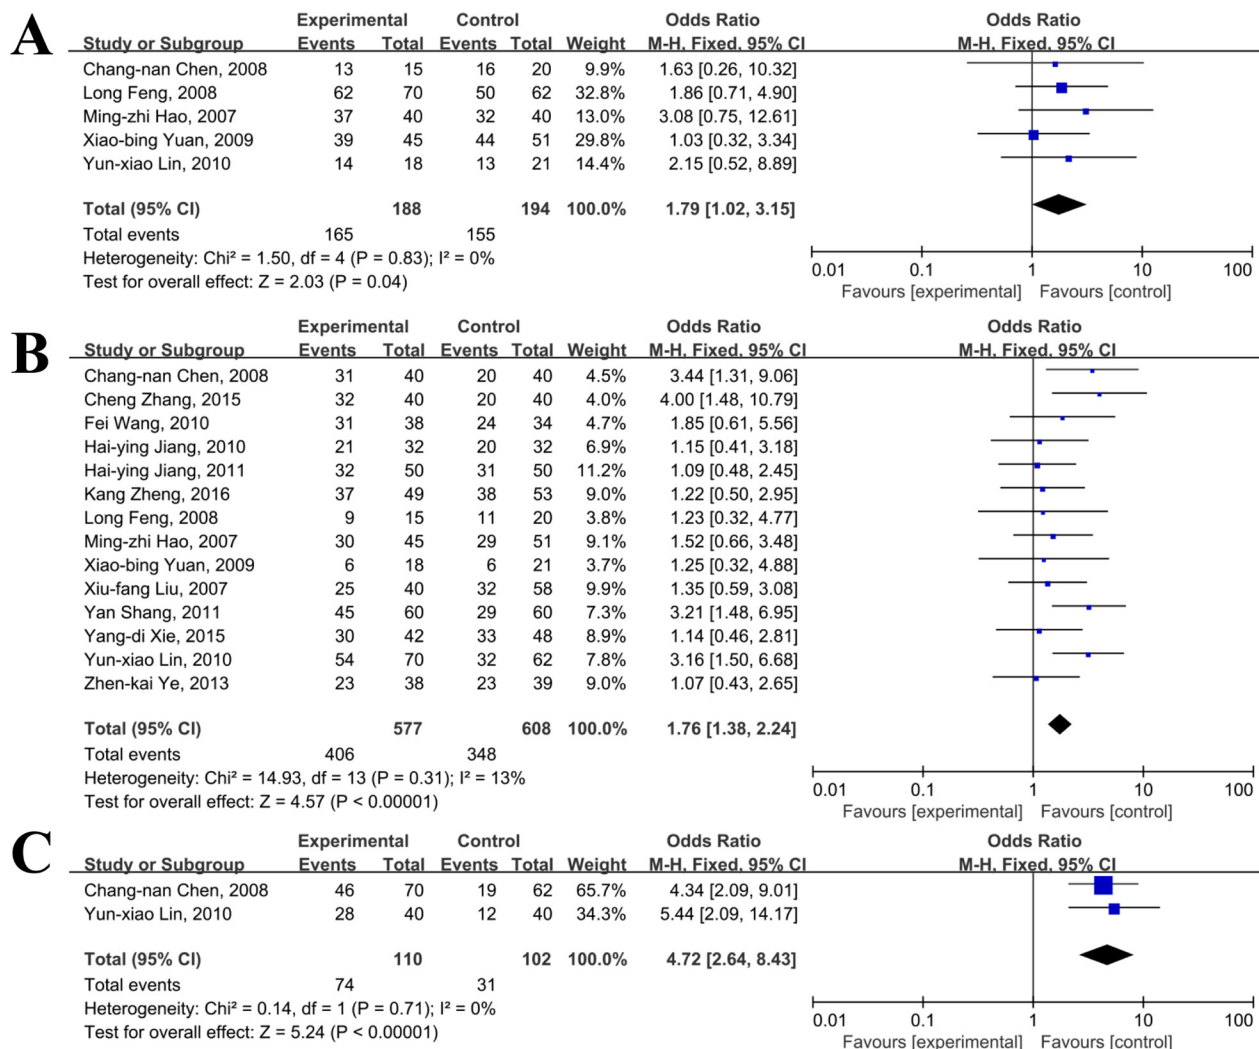 A
Experimental Control Odds Ratio Odds Ratio
Study or Subgroup Events Total Events Total Weight M-H, Fixed, 95% CI M-H, Fixed, 95% CI
Chang-nan Chen, 2008 13 15 16 20 9.9% 1.63 [0.26, 10.32]
Long Feng, 2008 62 70 50 62 32.8% 1.86 [0.71, 4.90]
Ming-zhi Hao, 2007 37 40 32 40 13.0% 3.08 [0.75, 12.61]
Xiao-bing Yuan, 2009 39 45 44 51 29.8% 1.03 [0.32, 3.34]
Yun-xiao Lin, 2010 14 18 13 21 14.4% 2.15 [0.52, 8.89]
Total (95% CI) 188 194 100.0% 1.79 [1.02, 3.15]
Total events 165 155
Heterogeneity: Chi² = 1.50, df = 4 (P = 0.83); I² = 0%
Test for overall effect: Z = 2.03 (P = 0.04)
0.01 0.1 1 10 100
Favours [experimental] Favours [control]
B
Experimental Control Odds Ratio Odds Ratio
Study or Subgroup Events Total Events Total Weight M-H, Fixed, 95% CI M-H, Fixed, 95% CI
Chang-nan Chen, 2008 31 40 20 40 4.5% 3.44 [1.31, 9.06]
Cheng Zhang, 2015 32 40 20 40 4.0% 4.00 [1.48, 10.79]
Fei Wang, 2010 31 38 24 34 4.7% 1.85 [0.61, 5.56]
Hai-ying Jiang, 2010 21 32 20 32 6.9% 1.15 [0.41, 3.18]
Hai-ying Jiang, 2011 32 50 31 50 11.2% 1.09 [0.48, 2.45]
Kang Zheng, 2016 37 49 38 53 9.0% 1.22 [0.50, 2.95]
Long Feng, 2008 9 15 11 20 3.8% 1.23 [0.32, 4.77]
Ming-zhi Hao, 2007 30 45 29 51 9.1% 1.52 [0.66, 3.48]
Xiao-bing Yuan, 2009 6 18 6 21 3.7% 1.25 [0.32, 4.88]
Xiu-fang Liu, 2007 25 40 32 58 9.9% 1.35 [0.59, 3.08]
Yan Shang, 2011 45 60 29 60 7.3% 3.21 [1.48, 6.95]
Yang-di Xie, 2015 30 42 33 48 8.9% 1.14 [0.46, 2.81]
Yun-xiao Lin, 2010 54 70 32 62 7.8% 3.16 [1.50, 6.68]
Zhen-kai Ye, 2013 23 38 23 39 9.0% 1.07 [0.43, 2.65]
Total (95% CI) 577 608 100.0% 1.76 [1.38, 2.24]
Total events 406 348
Heterogeneity: Chi² = 14.93, df = 13 (P = 0.31); I² = 13%
Test for overall effect: Z = 4.57 (P < 0.00001)
0.01 0.1 1 10 100
Favours [experimental] Favours [control]
C
Experimental Control Odds Ratio Odds Ratio
Study or Subgroup Events Total Events Total Weight M-H, Fixed, 95% CI M-H, Fixed, 95% CI
Chang-nan Chen, 2008 46 70 19 62 65.7% 4.34 [2.09, 9.01]
Yun-xiao Lin, 2010 28 40 12 40 34.3% 5.44 [2.09, 14.17]
Total (95% CI) 110 102 100.0% 4.72 [2.64, 8.43]
Total events 74 31
Heterogeneity: Chi² = 0.14, df = 1 (P = 0.71); I² = 0%
Test for overall effect: Z = 5.24 (P < 0.00001)
0.01 0.1 1 10 100
Favours [experimental] Favours [control]